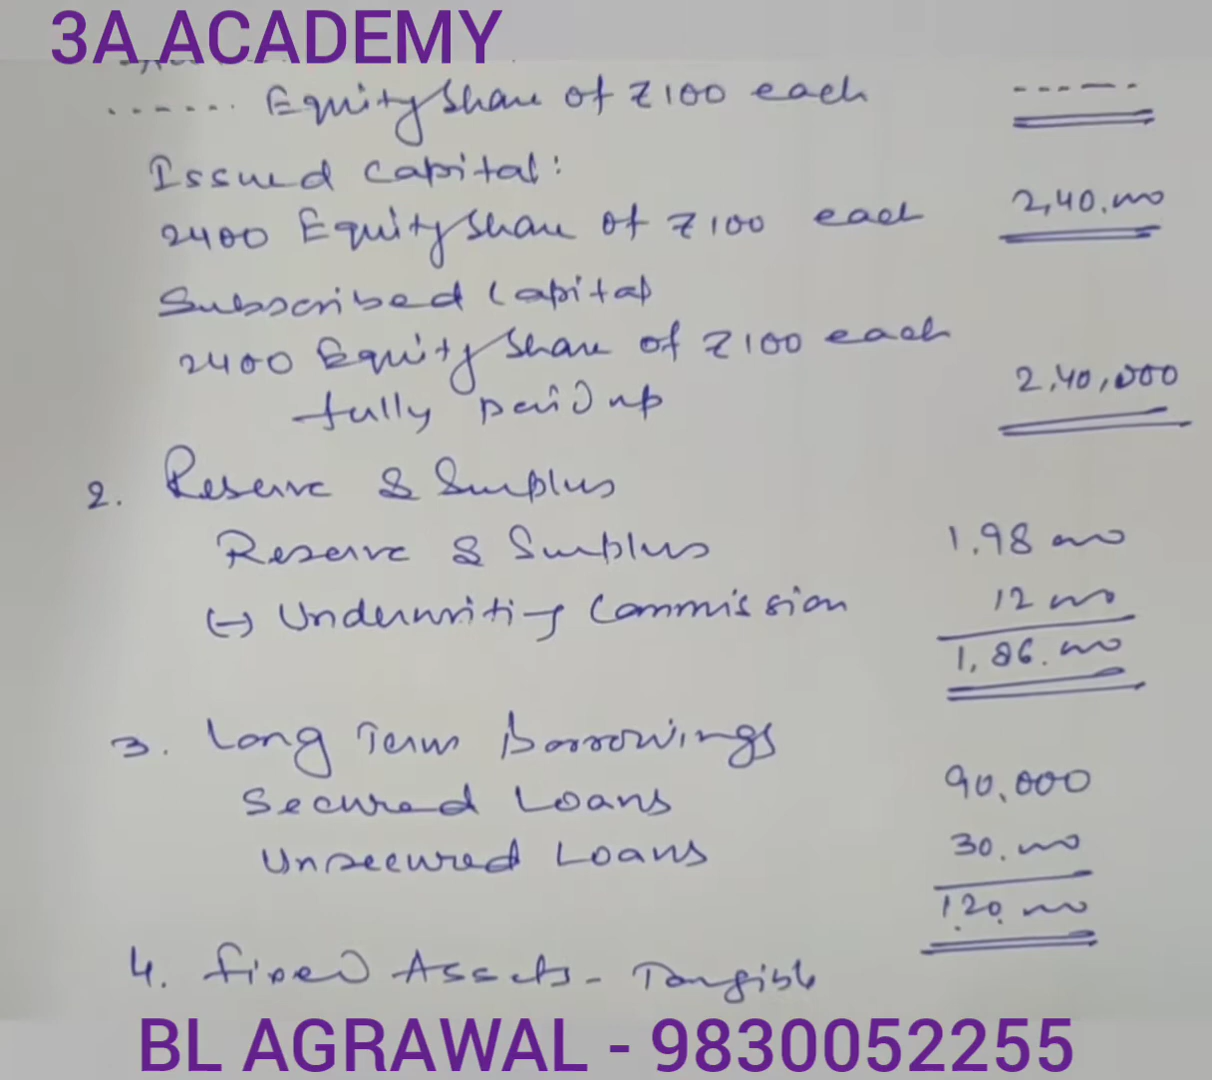 3A ACADEMY
...... Equity Share of ₹100 each -----
Issued Capital:
2400 Equity Share of ₹100 each 2,40.000
Subscribed Capital
2400 Equity Share of ₹100 each
fully paid up 2,40,000
2. Reserve & Surplus
Reserve & Surplus 1.98 000
(-) Underwriting Commission 12 000
1,86.000
3. Long Term Borrowings
Secured Loans 90,000
Unsecured Loans 30.000
1,20,000
4. Fixed Assets - Tangible
BL AGRAWAL - 9830052255